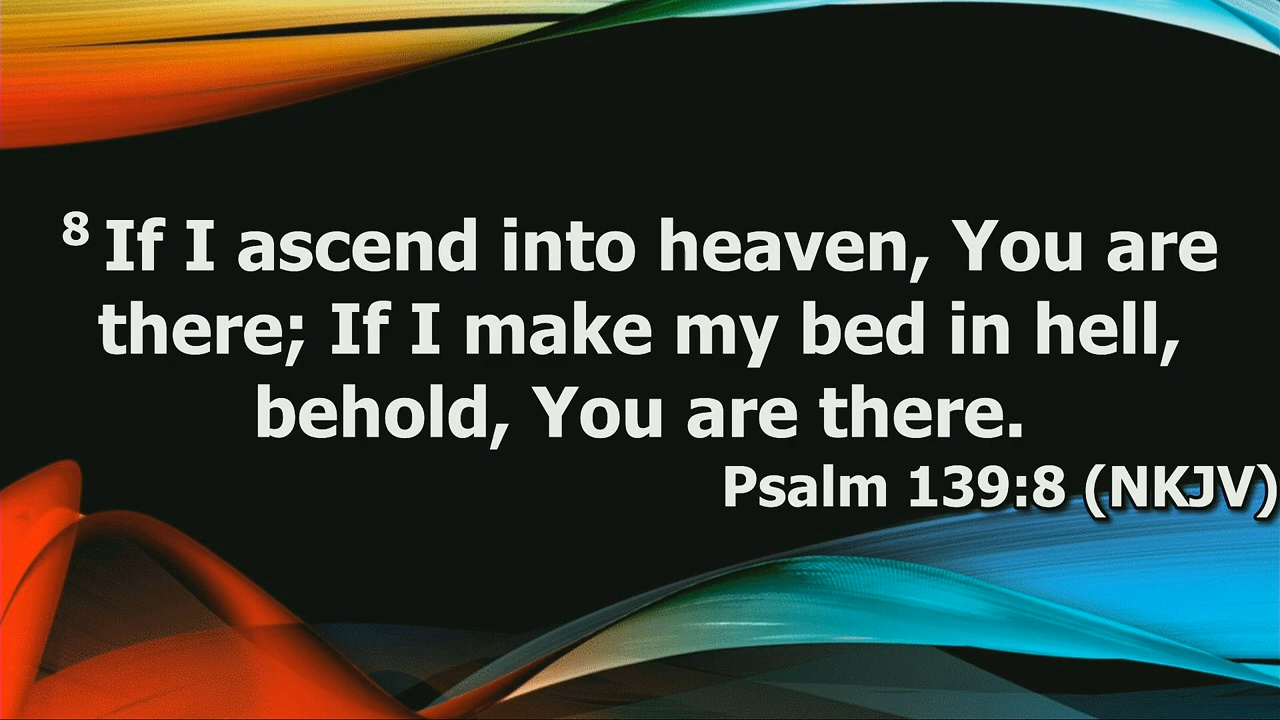 8 If I ascend into heaven, You are
there; If I make my bed in hell,
behold, You are there.
Psalm 139:8 (NKJV)